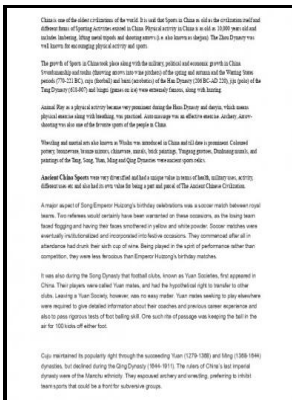 China is one of the oldest civilizations of the world. It is said that Sports in China as old as the civilization itself and
different forms of Sporting Activities existed in China. Physical activity in China is as old as 10,000 years and
includes: hunting, lifting metal tripods and shooting arrows (i.e. also known as sheqin). The Zhou Dynasty was
well known for encouraging physical activity and sports.
The growth of Sports in China took place along with the military, political and economic growth in China.
Swordsmanship and touhu (throwing arrows into wine pitchers) of the spring and autumn and the Warring States
periods (770-221 BC), cuju (football) and baixi (acrobatics) of the Han Dynasty (206 BC-AD 220), jiju (polo) of the
Tang Dynasty (618-907) and bingxi (games on ice) were extremely famous, along with hunting.
Animal Play as a physical activity became very prominent during the Hans Dynasty and daoyin, which means
physical exercise along with breathing, was practiced. Auto massage was an effective exercise. Archery, Arrow-
shooting was also one of the favorite sports of the people in China.
Wrestling and martial arts also known as Wushu was introduced in China and till date is prominent. Coloured
pottery, bronzeware, bronze mirrors, chinaware, murals, brick paintings, Yungang grottoes, Dunhuang murals, and
paintings of the Tang, Song, Yuan, Ming and Qing Dynasties were ancient sports relics.
Ancient China Sports were very diversified and had a unique value in terms of health, military uses, activity,
different uses etc and also had its own value for being a part and parcel of The Ancient Chinese Civilization.
A major aspect of Song Emperor Huizong's birthday celebrations was a soccer match between royal
teams. Two referees would certainly have been warranted on these occasions, as the losing team
faced flogging and having their faces smothered in yellow and white powder. Soccer matches were
eventually institutionalized and incorporated into festive occasions. They commenced after all in
attendance had drunk their sixth cup of wine. Being played in the spirit of performance rather than
competition, they were less ferocious than Emperor Huizong's birthday matches.
It was also during the Song Dynasty that football clubs, known as Yuan Societies, first appeared in
China. Their players were called Yuan mates, and had the hypothetical right to transfer to other
clubs. Leaving a Yuan Society, however, was no easy matter. Yuan mates seeking to play elsewhere
were required to give detailed information about their coaches and previous career experience and
also to pass rigorous tests of foot balling skill. One such rite of passage was keeping the ball in the
air for 100 kicks off either foot.
Cuju maintained its popularity right through the succeeding Yuan (1279-1368) and Ming (1368-1644)
dynasties, but declined during the Qing Dynasty (1644-1911). The rulers of China's last imperial
dynasty were of the Manchu ethnicity. They espoused archery and wrestling, preferring to inhibit
team sports that could be a front for subversive groups.